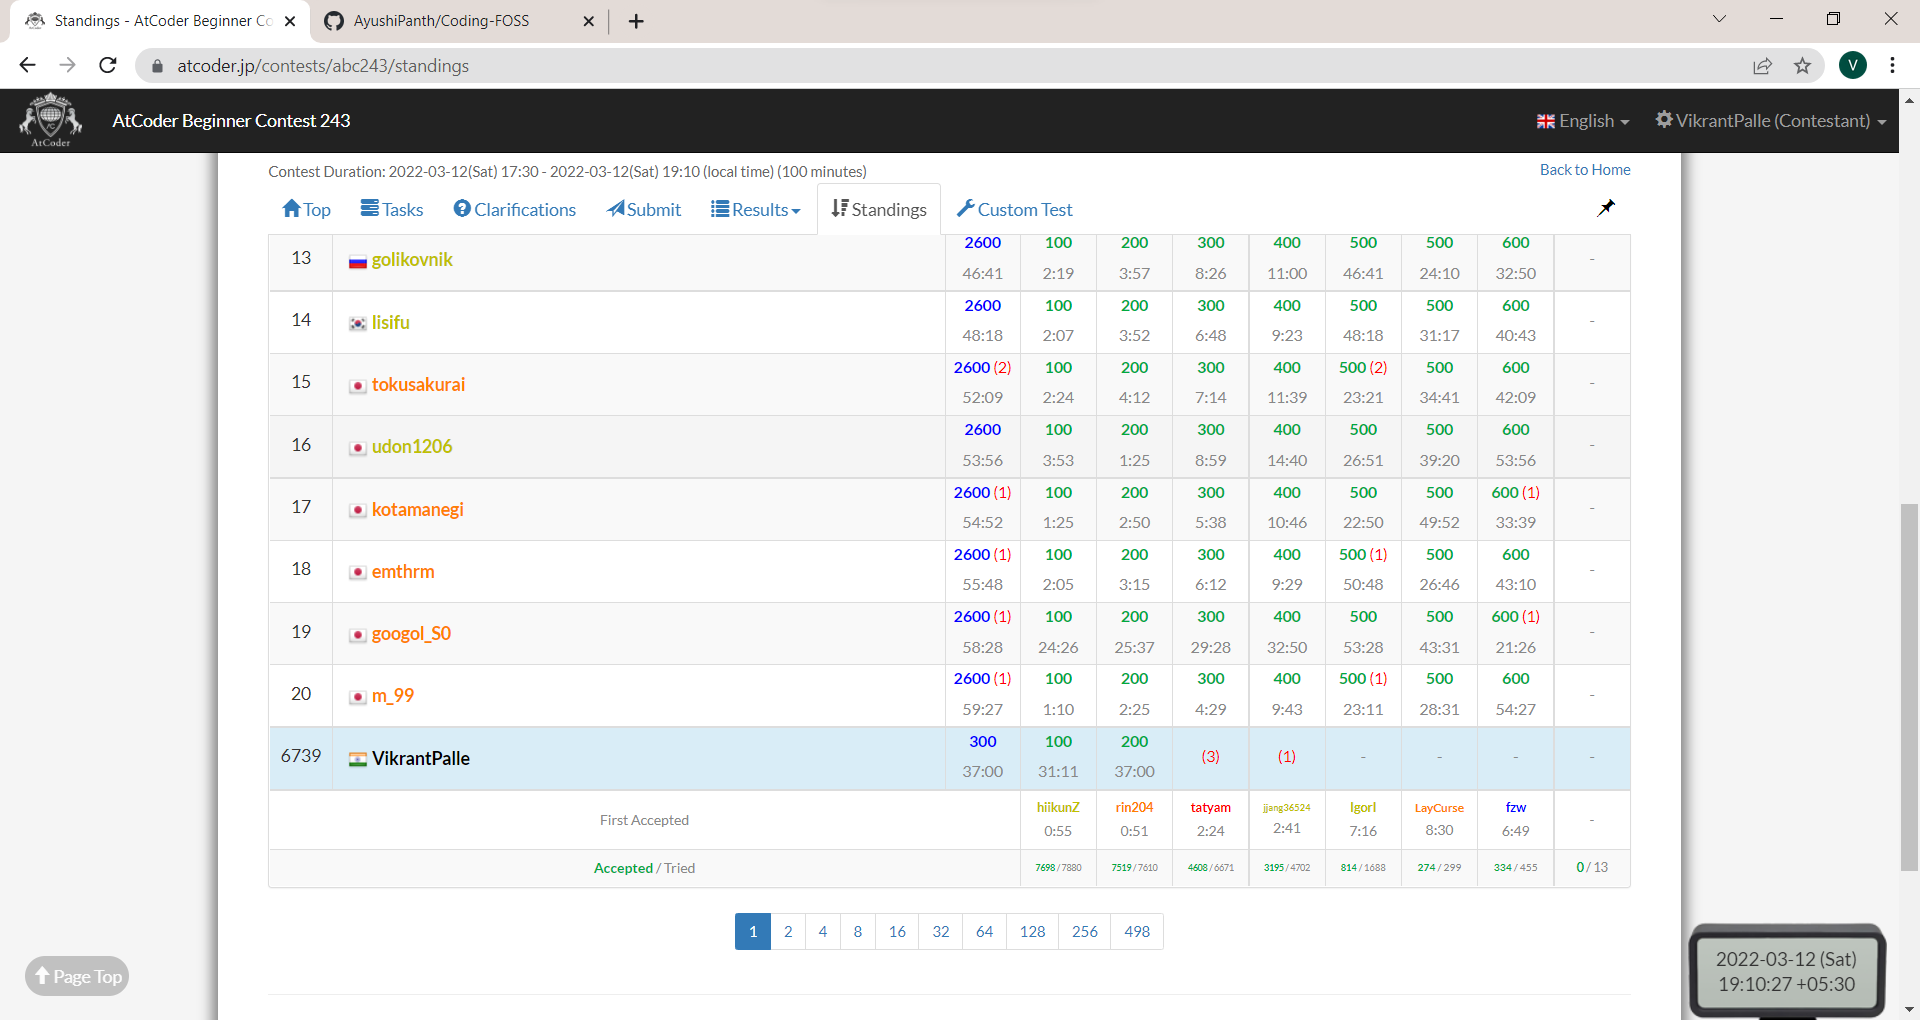 Standings - AtCoder Beginner Co
AyushiPanth/Coding-FOSS
atcoder.jp/contests/abc243/standings
V
AtCoder
AtCoder Beginner Contest 243
English
VikrantPalle (Contestant)
Contest Duration: 2022-03-12(Sat) 17:30 - 2022-03-12(Sat) 19:10 (local time) (100 minutes)
Back to Home
Top Tasks Clarifications Submit Results Standings Custom Test
13 golikovnik 2600 100 200 300 400 500 500 600 -
46:41 2:19 3:57 8:26 11:00 46:41 24:10 32:50
14 lisifu 2600 100 200 300 400 500 500 600 -
48:18 2:07 3:52 6:48 9:23 48:18 31:17 40:43
15 tokusakurai 2600 (2) 100 200 300 400 500 (2) 500 600 -
52:09 2:24 4:12 7:14 11:39 23:21 34:41 42:09
16 udon1206 2600 100 200 300 400 500 500 600 -
53:56 3:53 1:25 8:59 14:40 26:51 39:20 53:56
17 kotamanegi 2600 (1) 100 200 300 400 500 500 600 (1) -
54:52 1:25 2:50 5:38 10:46 22:50 49:52 33:39
18 emthrm 2600 (1) 100 200 300 400 500 (1) 500 600 -
55:48 2:05 3:15 6:12 9:29 50:48 26:46 43:10
19 googol_S0 2600 (1) 100 200 300 400 500 500 600 (1) -
58:28 24:26 25:37 29:28 32:50 53:28 43:31 21:26
20 m_99 2600 (1) 100 200 300 400 500 (1) 500 600 -
59:27 1:10 2:25 4:29 9:43 23:11 28:31 54:27
6739 VikrantPalle 300 100 200 (3) (1) - - - -
37:00 31:11 37:00
First Accepted hiikunZ rin204 tatyam jjang36524 IgorI LayCurse fzw -
0:55 0:51 2:24 2:41 7:16 8:30 6:49
Accepted / Tried 7698 / 7880 7519 / 7610 4608 / 6671 3195 / 4702 814 / 1688 274 / 299 334 / 455 0 / 13
1 2 4 8 16 32 64 128 256 498
Page Top
2022-03-12 (Sat)
19:10:27 +05:30